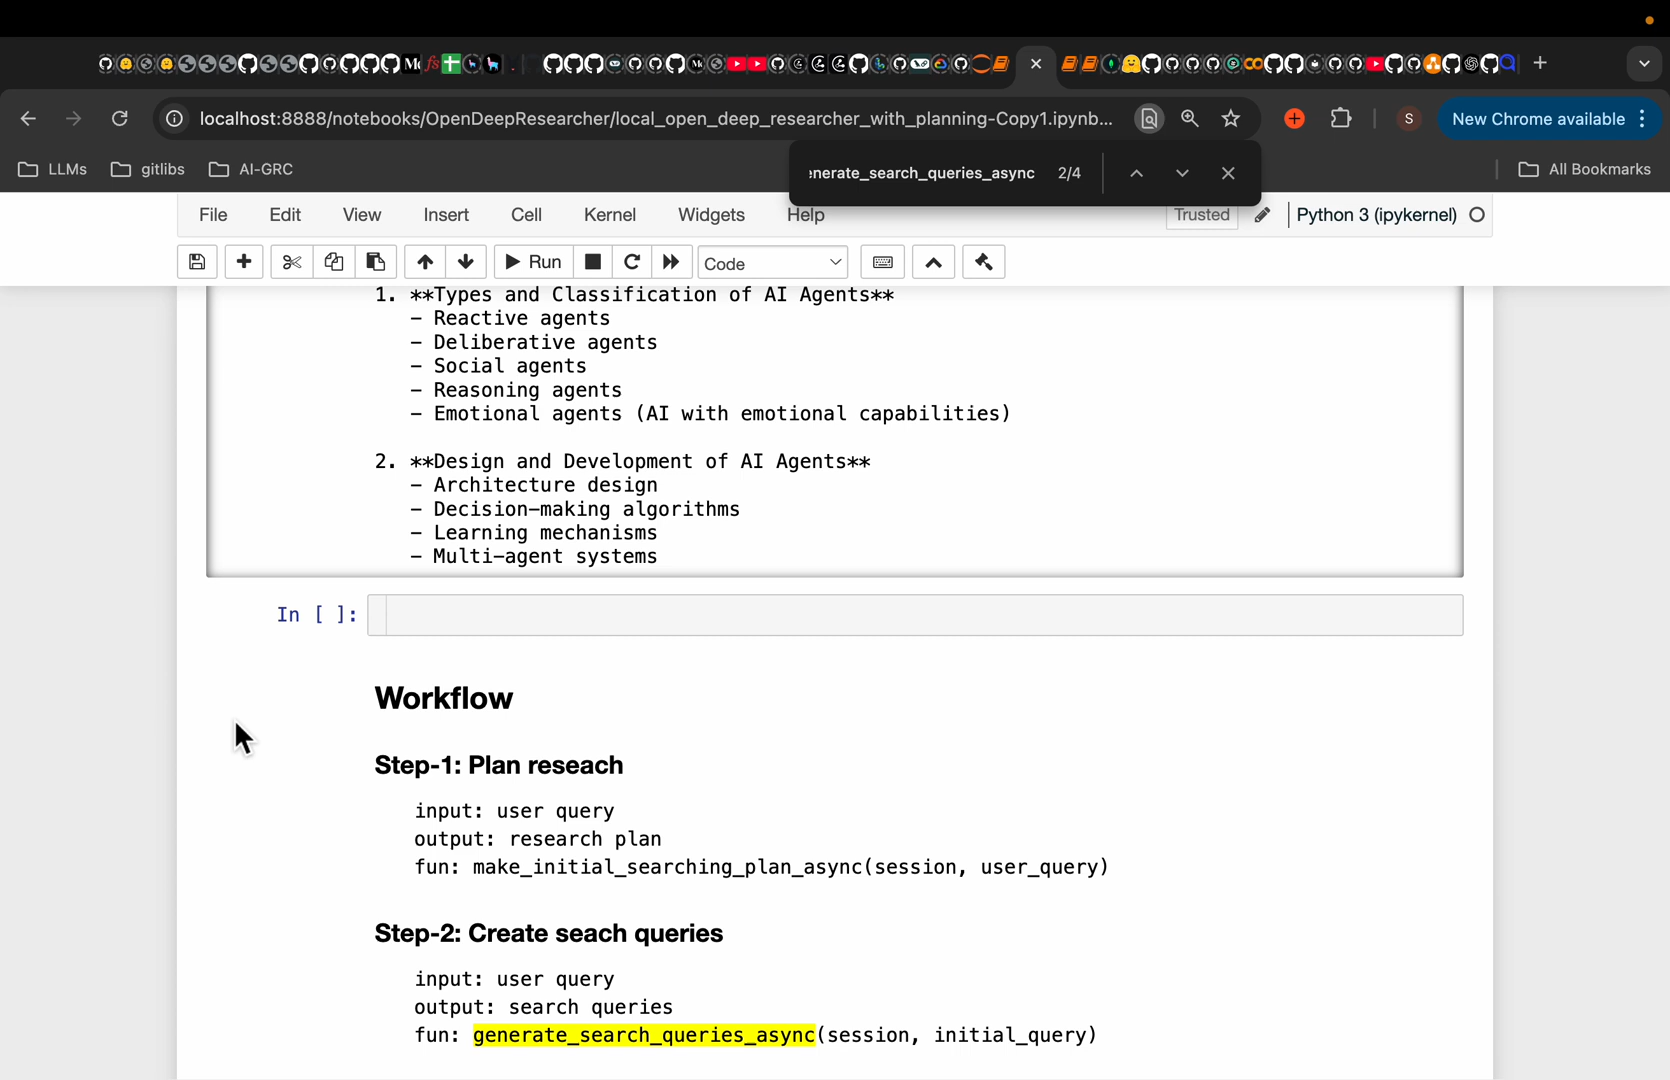 localhost:8888/notebooks/OpenDeepResearcher/local_open_deep_researcher_with_planning-Copy1.ipynb...
S
New Chrome available
LLMs
gitlibs
AI-GRC
enerate_search_queries_async
2/4
All Bookmarks
File
Edit
View
Insert
Cell
Kernel
Widgets
Help
Trusted
Python 3 (ipykernel)
Run
Code
1. **Types and Classification of AI Agents**
- Reactive agents
- Deliberative agents
- Social agents
- Reasoning agents
- Emotional agents (AI with emotional capabilities)
2. **Design and Development of AI Agents**
- Architecture design
- Decision-making algorithms
- Learning mechanisms
- Multi-agent systems
In [ ]:
Workflow
Step-1: Plan reseach
input: user query
output: research plan
fun: make_initial_searching_plan_async(session, user_query)
Step-2: Create seach queries
input: user query
output: search queries
fun: generate_search_queries_async(session, initial_query)